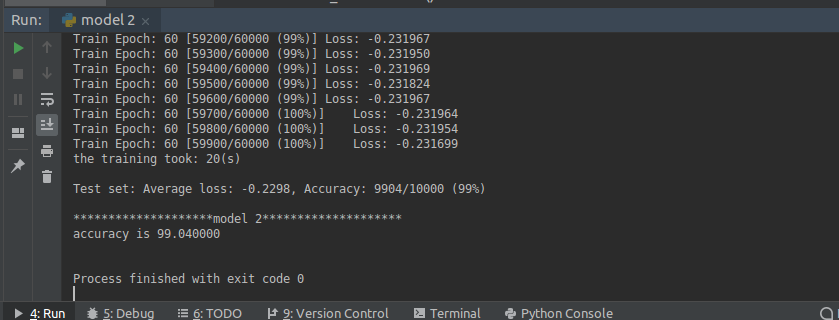 Run: model 2 ×
Train Epoch: 60 [59200/60000 (99%)] Loss: -0.231967
Train Epoch: 60 [59300/60000 (99%)] Loss: -0.231950
Train Epoch: 60 [59400/60000 (99%)] Loss: -0.231969
Train Epoch: 60 [59500/60000 (99%)] Loss: -0.231824
Train Epoch: 60 [59600/60000 (99%)] Loss: -0.231967
Train Epoch: 60 [59700/60000 (100%)]    Loss: -0.231964
Train Epoch: 60 [59800/60000 (100%)]    Loss: -0.231954
Train Epoch: 60 [59900/60000 (100%)]    Loss: -0.231699
the training took: 20(s)
Test set: Average loss: -0.2298, Accuracy: 9904/10000 (99%)
********************model 2********************
accuracy is 99.040000
Process finished with exit code 0
4: Run 5: Debug 6: TODO 9: Version Control Terminal Python Console